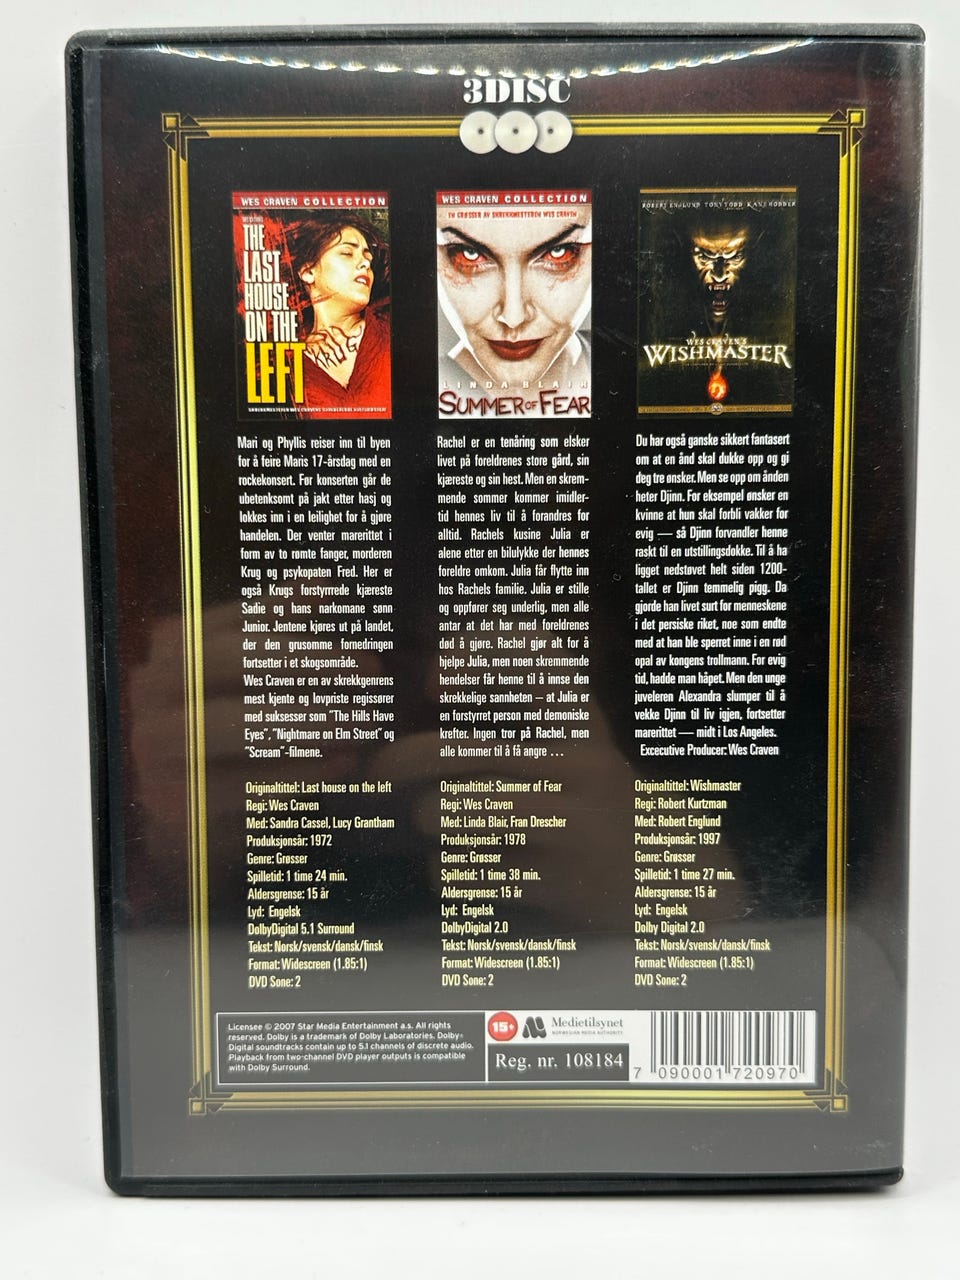 3DISC
WES CRAVEN COLLECTION
THE
LAST
HOUSE
ON THE
LEFT
KRUG
WES CRAVEN COLLECTION
EN GRØSSER AV SKREKKMESTEREN WES CRAVEN
LINDA BLAIR
SUMMER OF FEAR
ROBERT ENGLUND TONY TODD KANE HODDER
WES CRAVEN'S
WISHMASTER
Mari og Phyllis reiser inn til byen
for å feire Maris 17-årsdag med en
rockekonsert. Før konserten går de
ubetenksomt på jakt etter hasj og
lokkes inn i en leilighet for å gjøre
handelen. Der venter marerittet i
form av to rømte fanger, morderen
Krug og psykopaten Fred. Her er
også Krugs forstyrrede kjæreste
Sadie og hans narkomane sønn
Junior. Jentene kjøres ut på landet,
der den grusomme fornedringen
fortsetter i et skogsområde.
Wes Craven er en av skrekkgenrens
mest kjente og lovpriste regissører
med suksesser som "The Hills Have
Eyes", "Nightmare on Elm Street" og
"Scream"-filmene.
Originaltittel: Last house on the left
Regi: Wes Craven
Med: Sandra Cassel, Lucy Grantham
Produksjonsår: 1972
Genre: Grøsser
Spilletid: 1 time 24 min.
Aldersgrense: 15 år
Lyd: Engelsk
DolbyDigital 5.1 Surround
Tekst: Norsk/svensk/dansk/finsk
Format: Widescreen (1.85:1)
DVD Sone: 2
Rachel er en tenåring som elsker
livet på foreldrenes store gård, sin
kjæreste og sin hest. Men en skrem-
mende sommer kommer imidler-
tid hennes liv til å forandres for
alltid. Rachels kusine Julia er
alene etter en bilulykke der hennes
foreldre omkom. Julia får flytte inn
hos Rachels familie. Julia er stille
og oppfører seg underlig, men alle
antar at det har med foreldrenes
død å gjøre. Rachel gjør alt for å
hjelpe Julia, men noen skremmende
hendelser får henne til å innse den
skrekkelige sannheten – at Julia er
en forstyrret person med demoniske
krefter. Ingen tror på Rachel, men
alle kommer til å få angre ...
Originaltittel: Summer of Fear
Regi: Wes Craven
Med: Linda Blair, Fran Drescher
Produksjonsår: 1978
Genre: Grøsser
Spilletid: 1 time 38 min.
Aldersgrense: 15 år
Lyd: Engelsk
DolbyDigital 2.0
Tekst: Norsk/svensk/dansk/finsk
Format: Widescreen (1.85:1)
DVD Sone: 2
Du har også ganske sikkert fantasert
om at en ånd skal dukke opp og gi
deg tre ønsker. Men se opp om ånden
heter Djinn. For eksempel ønsker en
kvinne at hun skal forbli vakker for
evig — så Djinn forvandler henne
raskt til en utstillingsdokke. Til å ha
ligget nedstøvet helt siden 1200-
tallet er Djinn temmelig pigg. Da
gjorde han livet surt for menneskene
i det persiske riket, noe som endte
med at han ble sperret inne i en rød
opal av kongens trollmann. For evig
tid, hadde man håpet. Men den unge
juveleren Alexandra slumper til å
vekke Djinn til liv igjen, fortsetter
marerittet — midt i Los Angeles.
Excecutive Producer: Wes Craven
Originaltittel: Wishmaster
Regi: Robert Kurtzman
Med: Robert Englund
Produksjonsår: 1997
Genre: Grøsser
Spilletid: 1 time 27 min.
Aldersgrense: 15 år
Lyd: Engelsk
Dolby Digital 2.0
Tekst: Norsk/svensk/dansk/finsk
Format: Widescreen (1.85:1)
DVD Sone: 2
Licensee © 2007 Star Media Entertainment a.s. All rights
reserved. Dolby is a trademark of Dolby Laboratories. Dolby-
Digital soundtracks contain up to 5.1 channels of discrete audio.
Playback from two-channel DVD player outputs is compatible
with Dolby Surround.
15+
Medietilsynet
NORWEGIAN MEDIA AUTHORITY
Reg. nr. 108184
7 090001 720970